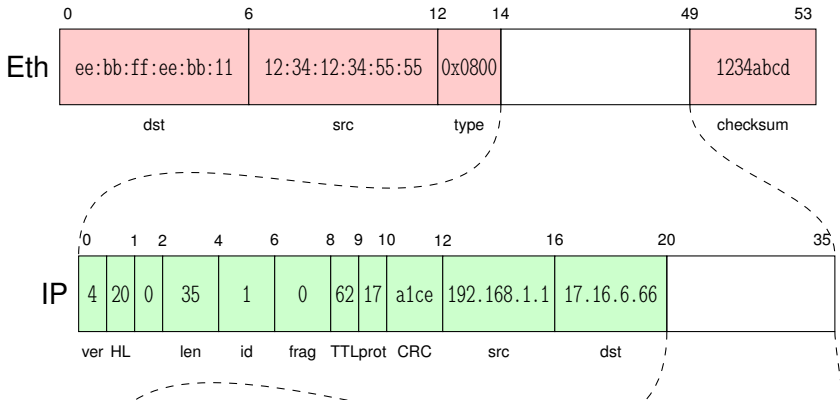 0 6 12 14 49 53
Eth ee:bb:ff:ee:bb:11 12:34:12:34:55:55 0x0800 1234abcd
dst src type checksum
0 1 2 4 6 8 9 10 12 16 20 35
IP 4 20 0 35 1 0 62 17 a1ce 192.168.1.1 17.16.6.66
ver HL len id frag TTL prot CRC src dst